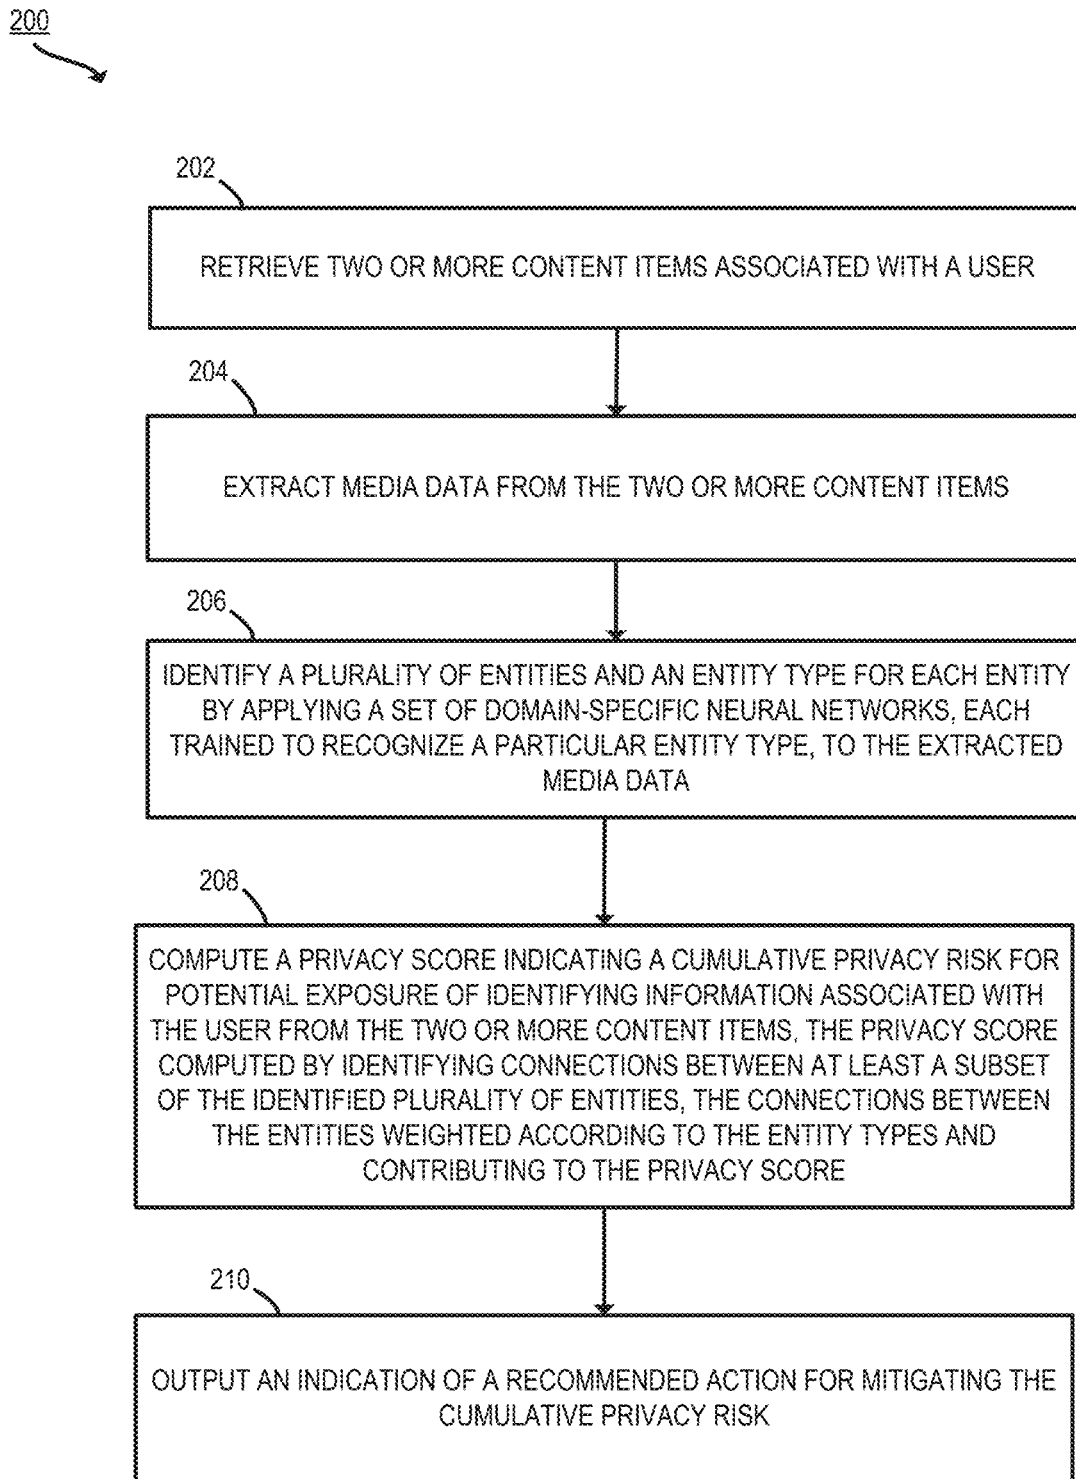 200
202
RETRIEVE TWO OR MORE CONTENT ITEMS ASSOCIATED WITH A USER
204
EXTRACT MEDIA DATA FROM THE TWO OR MORE CONTENT ITEMS
206
IDENTIFY A PLURALITY OF ENTITIES AND AN ENTITY TYPE FOR EACH ENTITY
BY APPLYING A SET OF DOMAIN-SPECIFIC NEURAL NETWORKS, EACH
TRAINED TO RECOGNIZE A PARTICULAR ENTITY TYPE, TO THE EXTRACTED
MEDIA DATA
208
COMPUTE A PRIVACY SCORE INDICATING A CUMULATIVE PRIVACY RISK FOR
POTENTIAL EXPOSURE OF IDENTIFYING INFORMATION ASSOCIATED WITH
THE USER FROM THE TWO OR MORE CONTENT ITEMS, THE PRIVACY SCORE
COMPUTED BY IDENTIFYING CONNECTIONS BETWEEN AT LEAST A SUBSET
OF THE IDENTIFIED PLURALITY OF ENTITIES, THE CONNECTIONS BETWEEN
THE ENTITIES WEIGHTED ACCORDING TO THE ENTITY TYPES AND
CONTRIBUTING TO THE PRIVACY SCORE
210
OUTPUT AN INDICATION OF A RECOMMENDED ACTION FOR MITIGATING THE
CUMULATIVE PRIVACY RISK